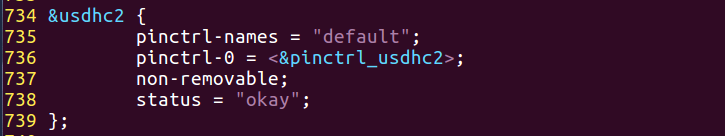 734 &usdhc2 {
735         pinctrl-names = "default";
736         pinctrl-0 = <&pinctrl_usdhc2>;
737         non-removable;
738         status = "okay";
739 };